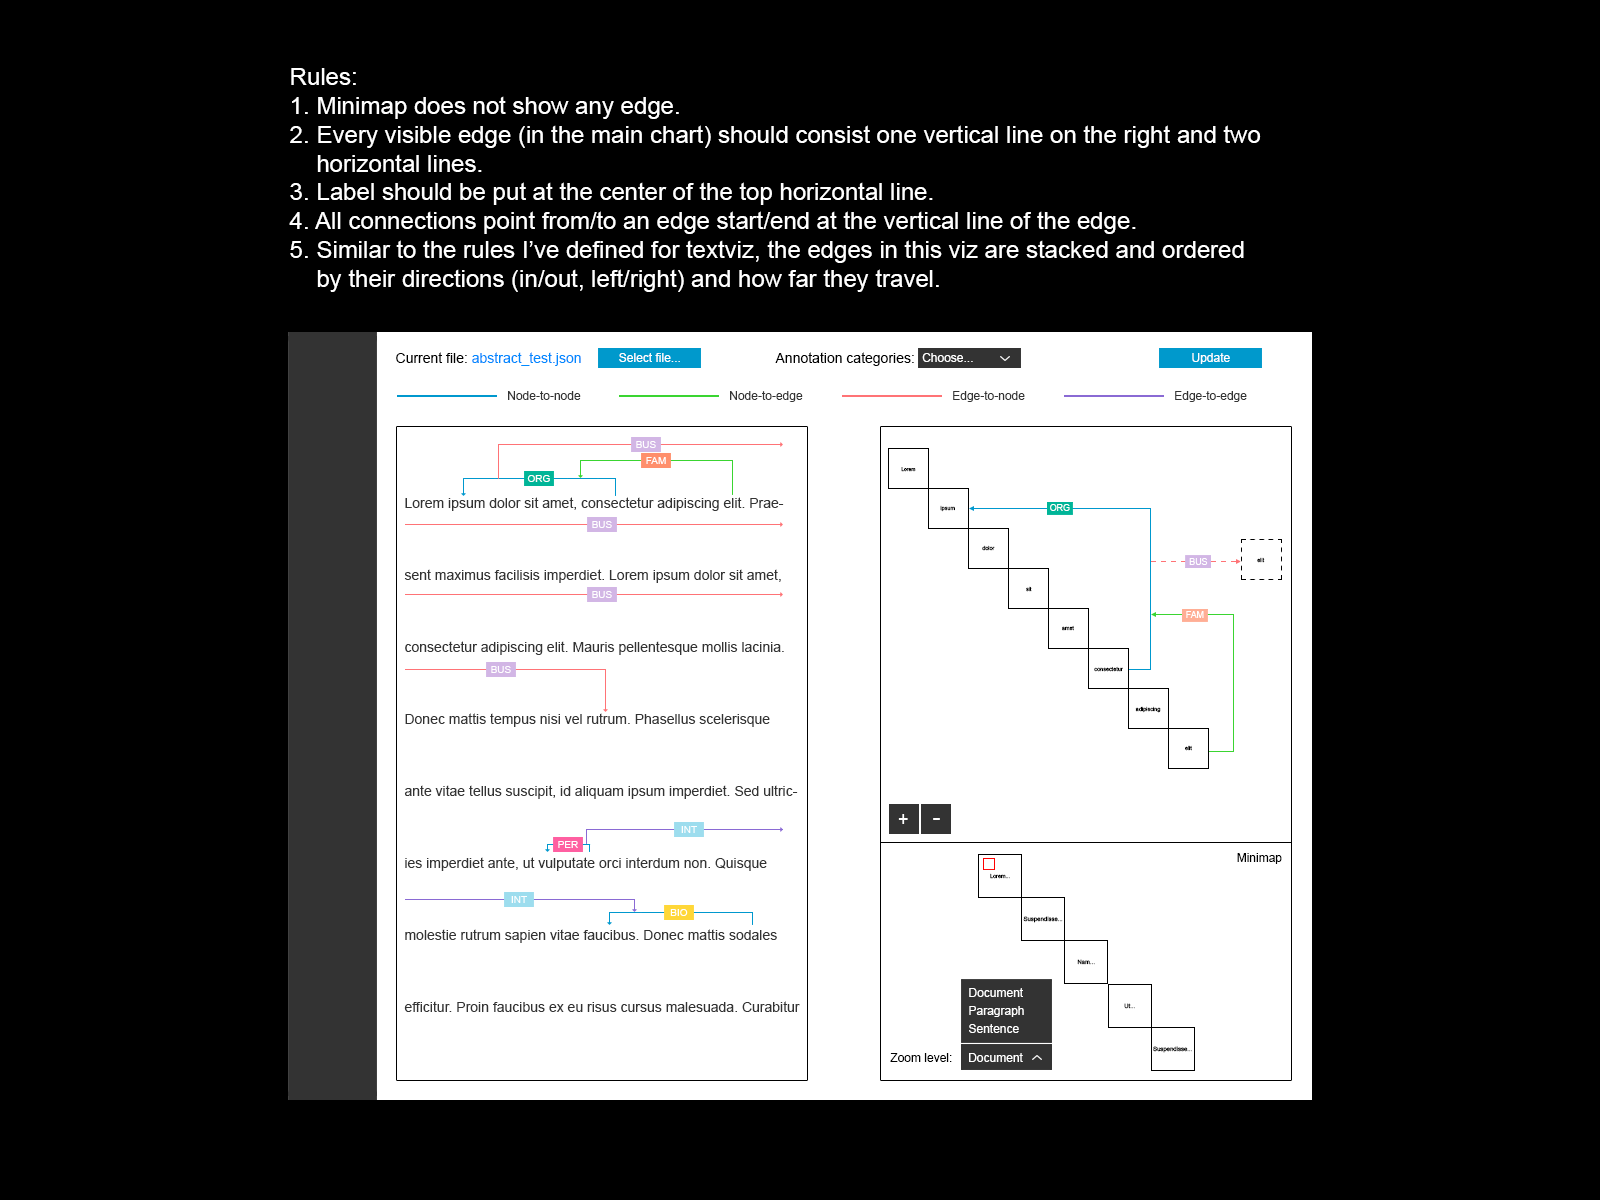 Rules:
1. Minimap does not show any edge.
2. Every visible edge (in the main chart) should consist one vertical line on the right and two
horizontal lines.
3. Label should be put at the center of the top horizontal line.
4. All connections point from/to an edge start/end at the vertical line of the edge.
5. Similar to the rules I've defined for textviz, the edges in this viz are stacked and ordered
by their directions (in/out, left/right) and how far they travel.
Current file: abstract_test.json Select file... Annotation categories: Choose... Update
Node-to-node Node-to-edge Edge-to-node Edge-to-edge
BUS
FAM
ORG
Lorem ipsum dolor sit amet, consectetur adipiscing elit. Prae-
BUS
sent maximus facilisis imperdiet. Lorem ipsum dolor sit amet,
BUS
consectetur adipiscing elit. Mauris pellentesque mollis lacinia.
BUS
Donec mattis tempus nisi vel rutrum. Phasellus scelerisque
ante vitae tellus suscipit, id aliquam ipsum imperdiet. Sed ultric-
INT
PER
ies imperdiet ante, ut vulputate orci interdum non. Quisque
INT
BIO
molestie rutrum sapien vitae faucibus. Donec mattis sodales
efficitur. Proin faucibus ex eu risus cursus malesuada. Curabitur
Lorem
ipsum
ORG
dolor
BUS
elit
sit
FAM
amet
consectetur
adipiscing
elit
+ -
Minimap
Lorem...
Suspendisse...
Nam...
Ut...
Suspendisse...
Document
Paragraph
Sentence
Zoom level: Document